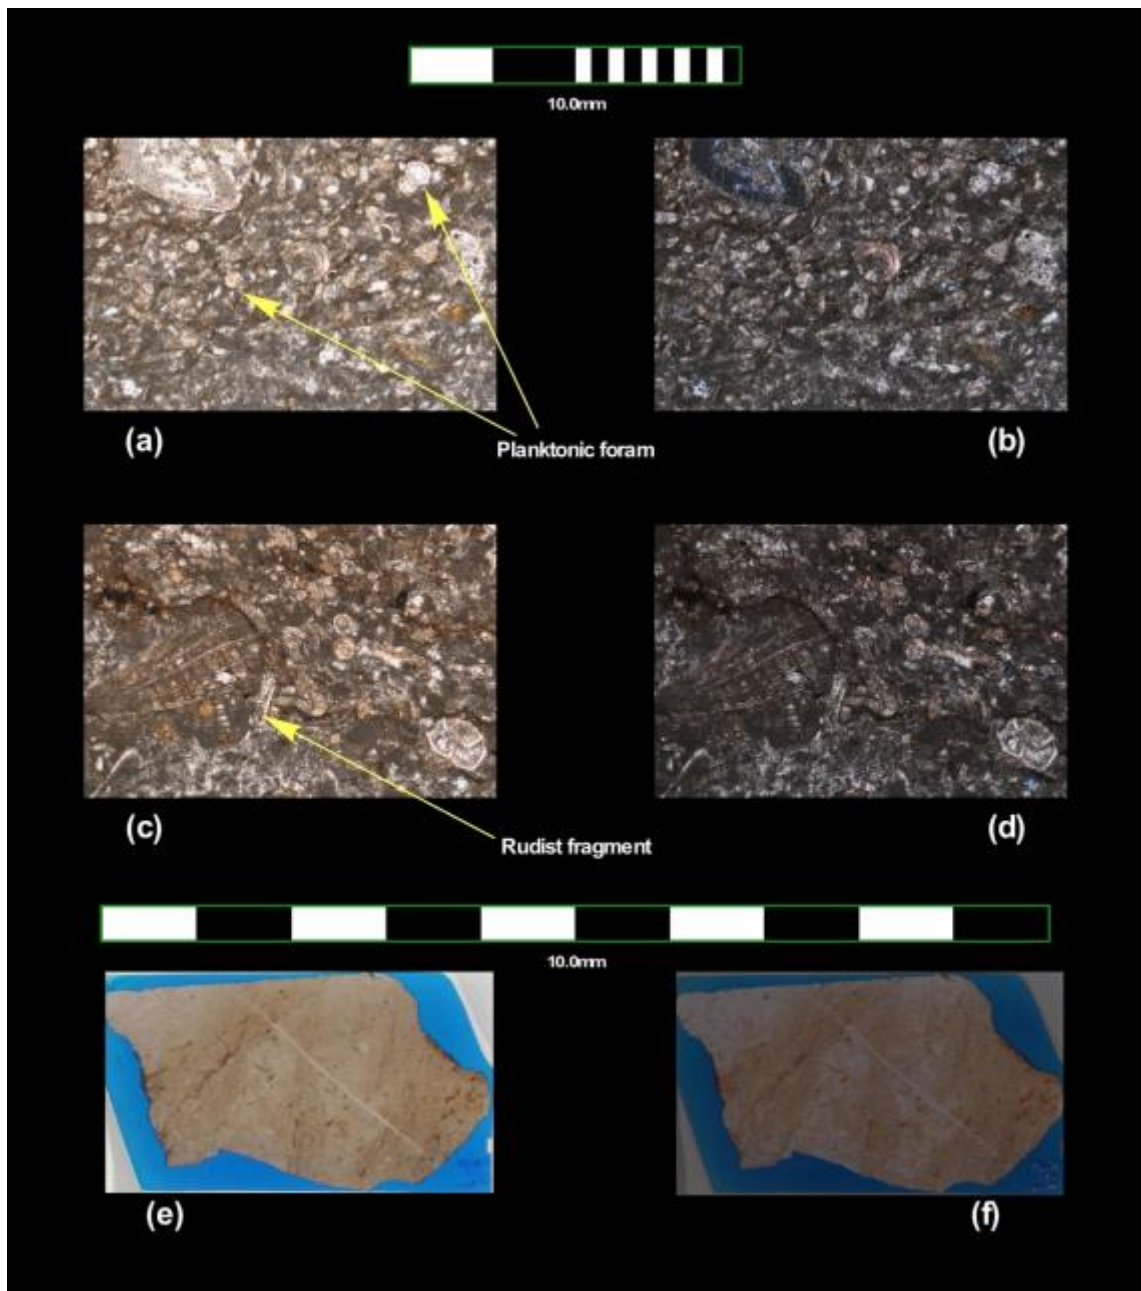 10.0mm
(a)
(b)
Planktonic foram
(c)
(d)
Rudist fragment
10.0mm
(e)
(f)